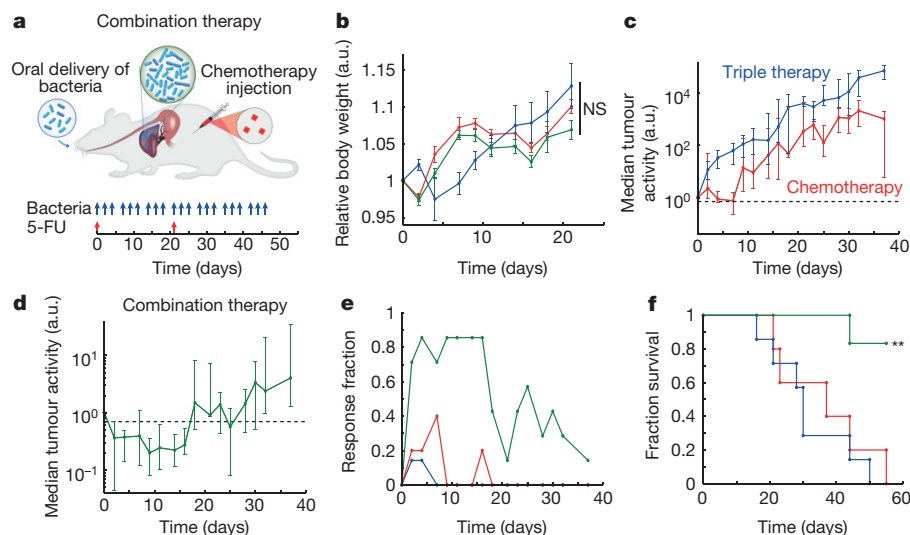 a
Combination therapy
Oral delivery of
bacteria
Chemotherapy
injection
Bacteria
5-FU
0 10 20 30 40 50
Time (days)
b
Relative body weight (a.u.)
1.15
1.10
1.05
1.00
0.95
NS
0 10 20
Time (days)
c
Median tumour
activity (a.u.)
10⁴
10²
10⁰
Triple therapy
Chemotherapy
0 10 20 30 40
Time (days)
d
Combination therapy
Median tumour activity (a.u.)
10¹
10⁰
10⁻¹
0 10 20 30 40
Time (days)
e
Response fraction
1
0.8
0.6
0.4
0.2
0
0 10 20 30 40
Time (days)
f
Fraction survival
1
0.8
0.6
0.4
0.2
0
**
0 20 40 60
Time (days)